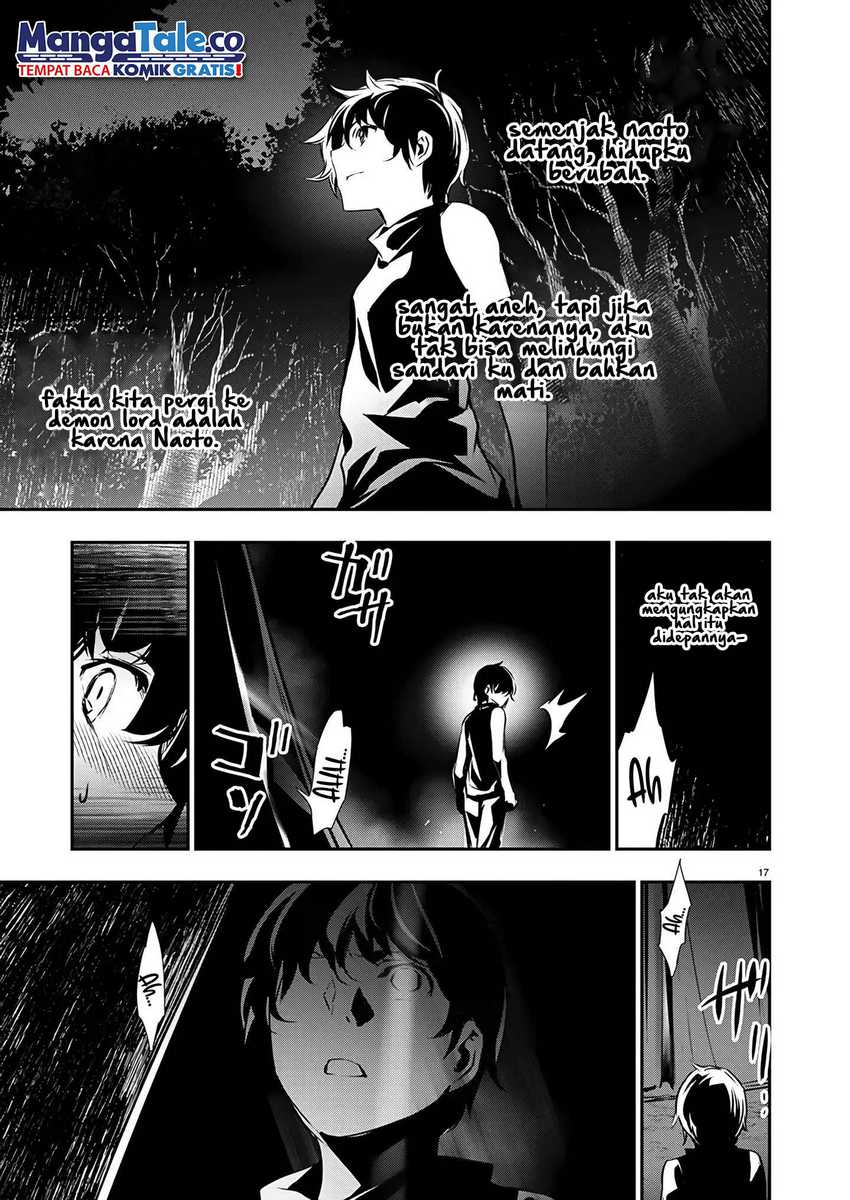 MangaTale.co
TEMPAT BACA KOMIK GRATIS!
semenjak naoto
datang, hidupku
berubah.
sangat aneh, tapi jika
bukan karenanya, aku
tak bisa melindungi
saudari ku dan bahkan
mati.
fakta kita pergi ke
demon lord adalah
karena Naoto.
aku tak akan
mengungkapkan
hal itu
didepannya-
Ah
ガサ
AHH...
ゴソ
17
Ah...
Ah...